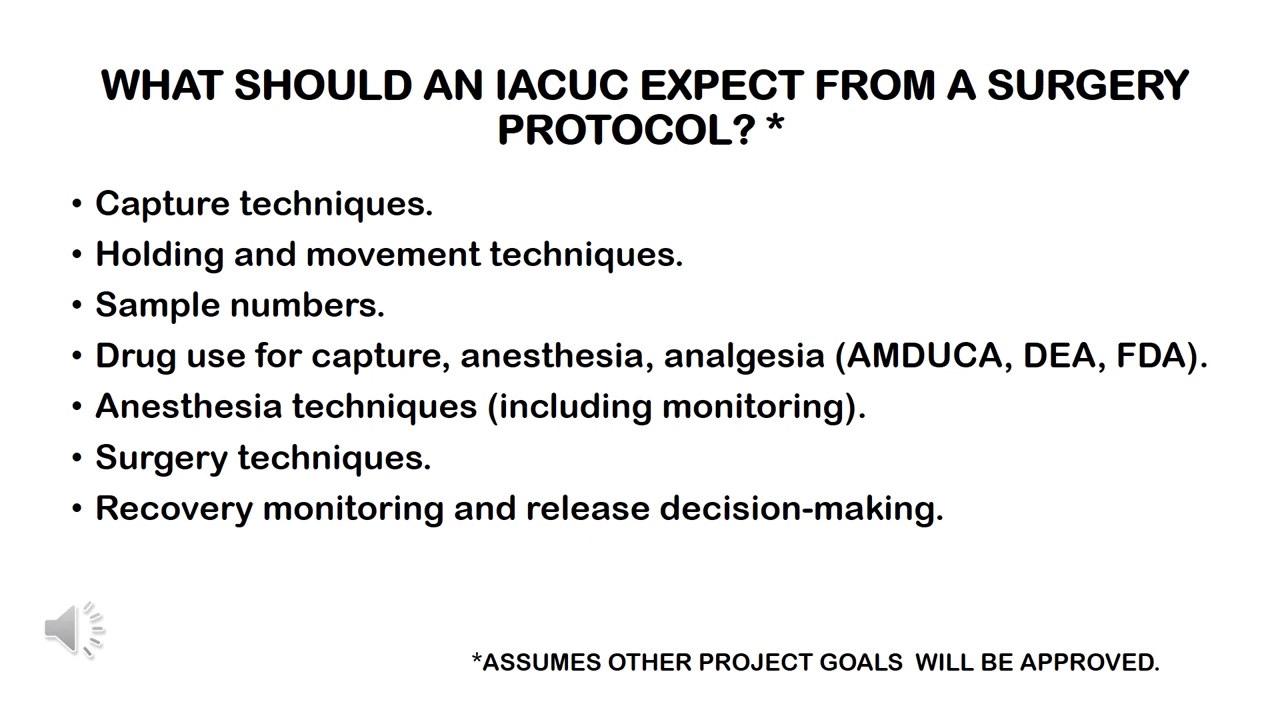 WHAT SHOULD AN IACUC EXPECT FROM A SURGERY
PROTOCOL? *
• Capture techniques.
• Holding and movement techniques.
• Sample numbers.
• Drug use for capture, anesthesia, analgesia (AMDUCA, DEA, FDA).
• Anesthesia techniques (including monitoring).
• Surgery techniques.
• Recovery monitoring and release decision-making.
*ASSUMES OTHER PROJECT GOALS  WILL BE APPROVED.